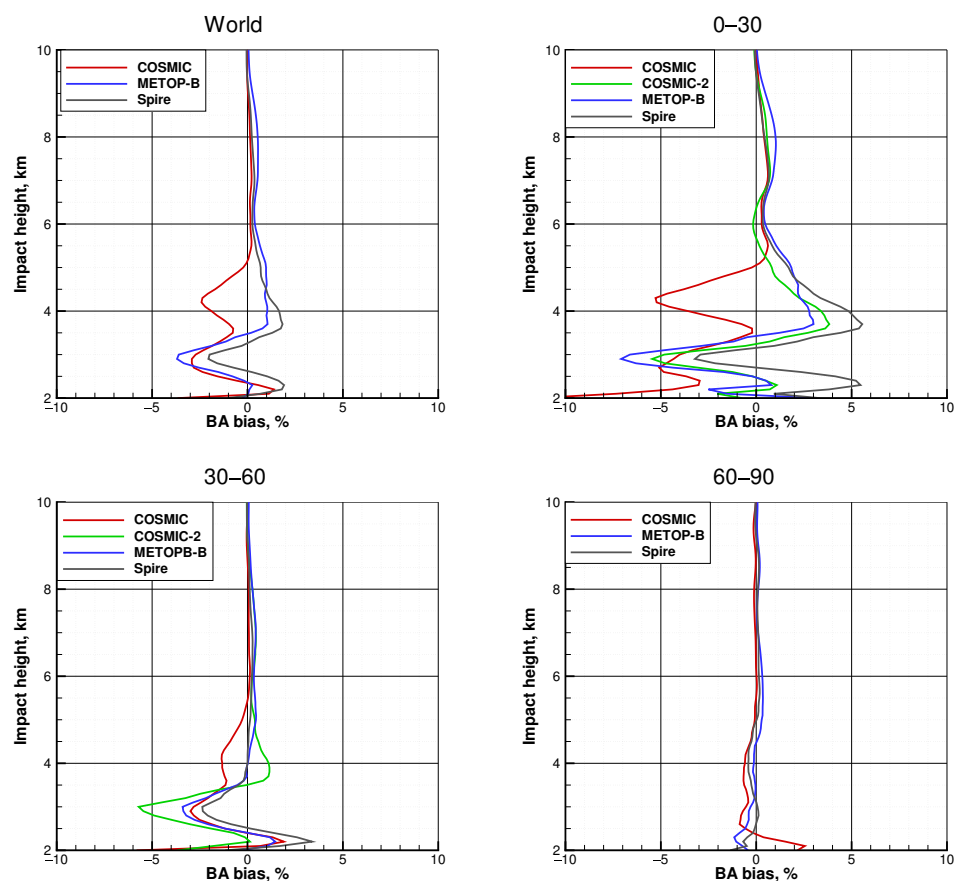 World
10
8
6
4
2
Impact height, km
COSMIC
METOP-B
Spire
−10
−5
0
5
10
BA bias, %
0–30
10
8
6
4
2
Impact height, km
COSMIC
COSMIC-2
METOP-B
Spire
−10
−5
0
5
10
BA bias, %
30–60
10
8
6
4
2
Impact height, km
COSMIC
COSMIC-2
METOPB-B
Spire
−10
−5
0
5
10
BA bias, %
60–90
10
8
6
4
2
Impact height, km
COSMIC
METOP-B
Spire
−10
−5
0
5
10
BA bias, %